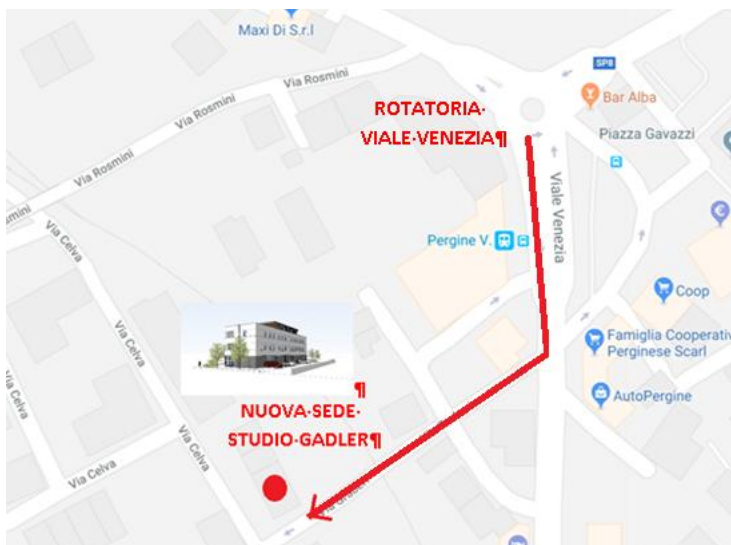 Maxi Di S.r.l
SP8
Via Rosmini
Via Rosmini
Via Rosmini
ROTATORIA·
VIALE·VENEZIA¶
Bar Alba
Piazza Gavazzi
Viale Venezia
Via Celva
Pergine V.
Coop
Famiglia Cooperativ
Perginese Scarl
AutoPergine
Via Celva
¶
NUOVA·SEDE·
STUDIO·GADLER¶
Via Celva
Via Celva
Via Celva